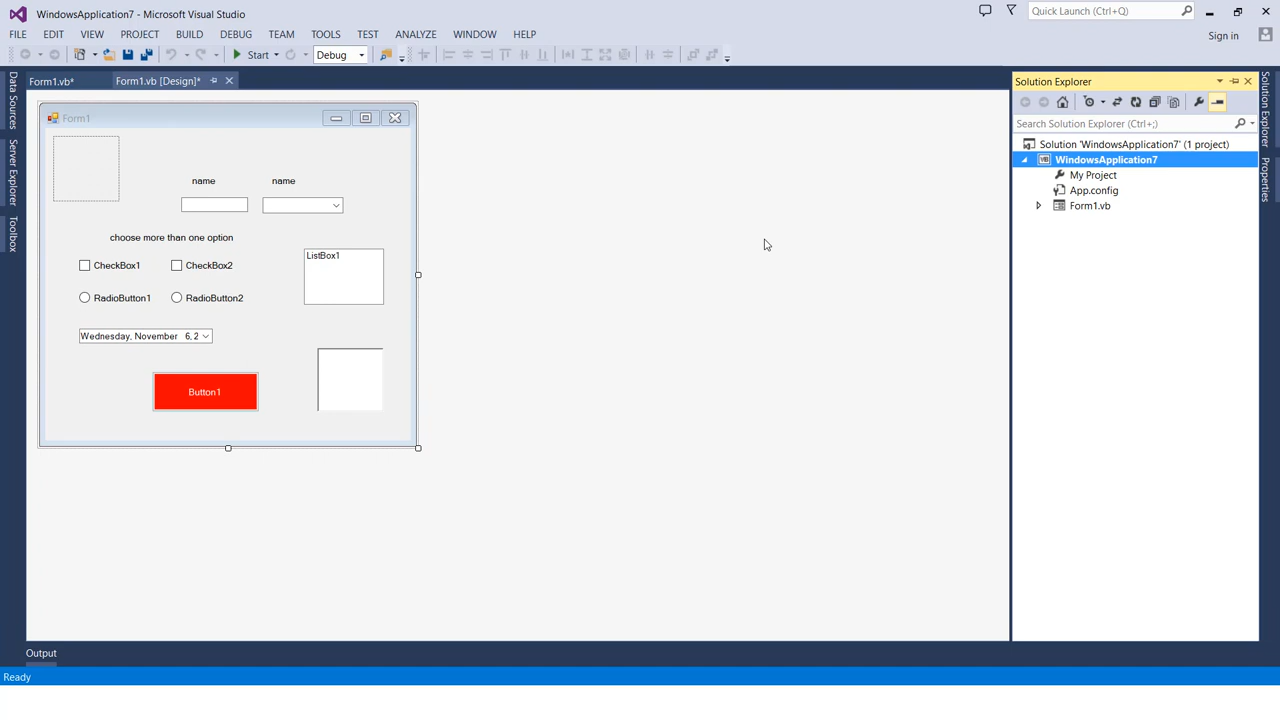 WindowsApplication7 - Microsoft Visual Studio
Quick Launch (Ctrl+Q)
FILE EDIT VIEW PROJECT BUILD DEBUG TEAM TOOLS TEST ANALYZE WINDOW HELP
Sign in
Start Debug
Form1.vb* Form1.vb [Design]*
Data Sources
Server Explorer
Toolbox
Form1
name name
choose more than one option
CheckBox1 CheckBox2
ListBox1
RadioButton1 RadioButton2
Wednesday, November 6, 2
Button1
Solution Explorer
Search Solution Explorer (Ctrl+;)
Solution 'WindowsApplication7' (1 project)
VB WindowsApplication7
My Project
App.config
Form1.vb
Solution Explorer
Properties
Output
Ready